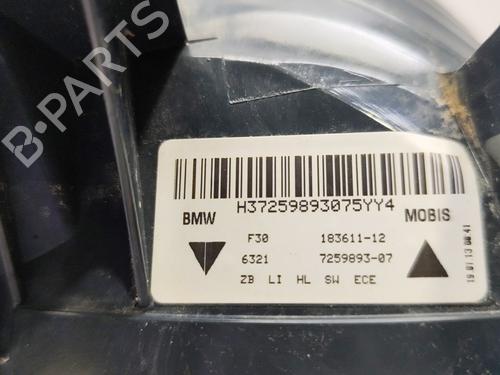 B-PARTS
H37259893075YY4
BMW
MOBIS
F30 183611-12
6321 7259893-07
ZB LI HL SW ECE